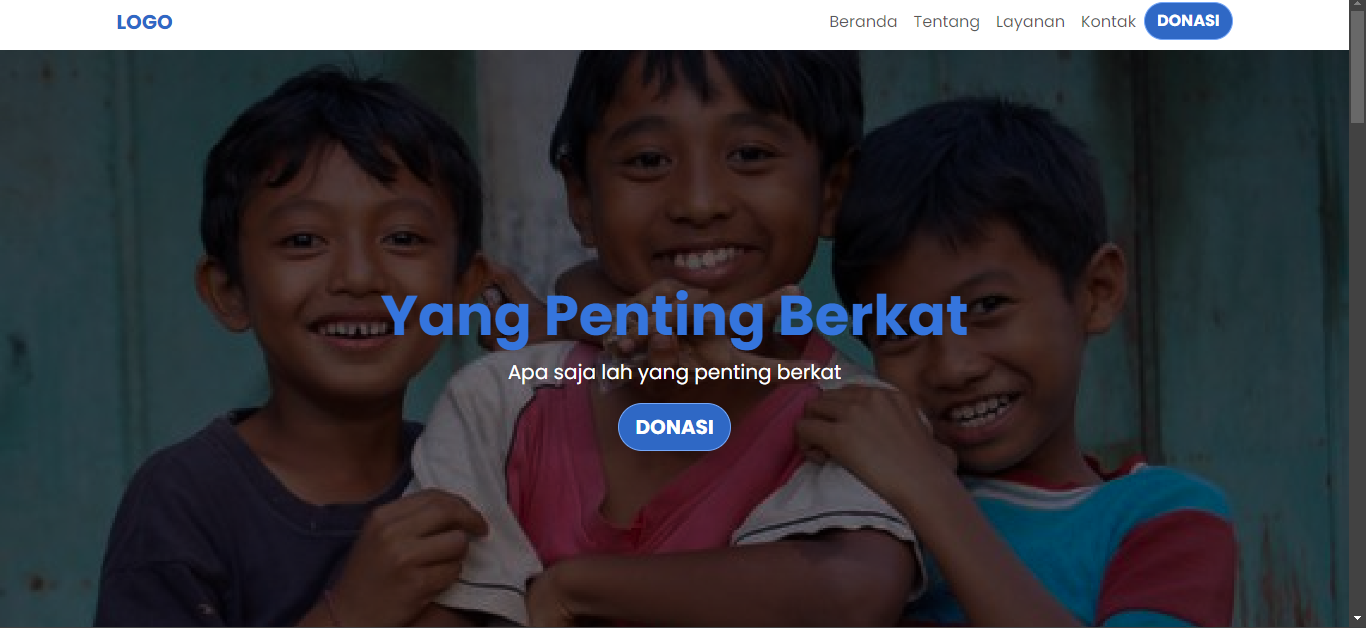 LOGO
Beranda Tentang Layanan Kontak DONASI
Yang Penting Berkat
Apa saja lah yang penting berkat
DONASI